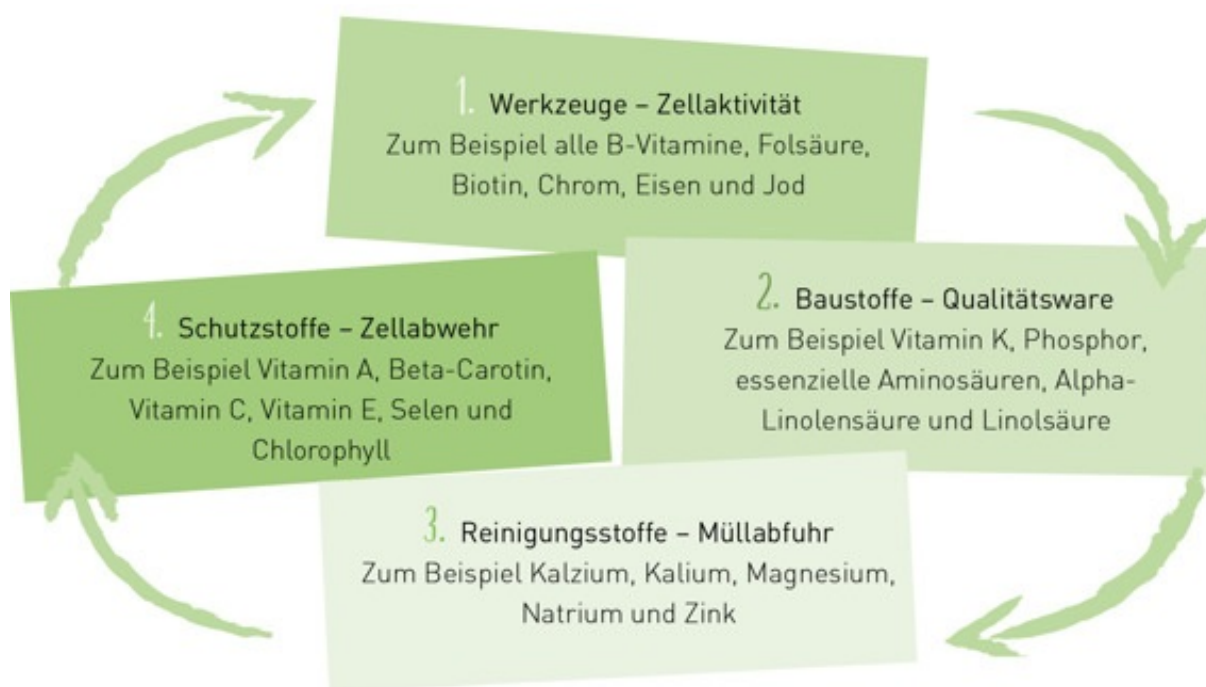 1. Werkzeuge – Zellaktivität
Zum Beispiel alle B-Vitamine, Folsäure,
Biotin, Chrom, Eisen und Jod
2. Baustoffe – Qualitätsware
Zum Beispiel Vitamin K, Phosphor,
essenzielle Aminosäuren, Alpha-
Linolensäure und Linolsäure
3. Reinigungsstoffe – Müllabfuhr
Zum Beispiel Kalzium, Kalium, Magnesium,
Natrium und Zink
4. Schutzstoffe – Zellabwehr
Zum Beispiel Vitamin A, Beta-Carotin,
Vitamin C, Vitamin E, Selen und
Chlorophyll